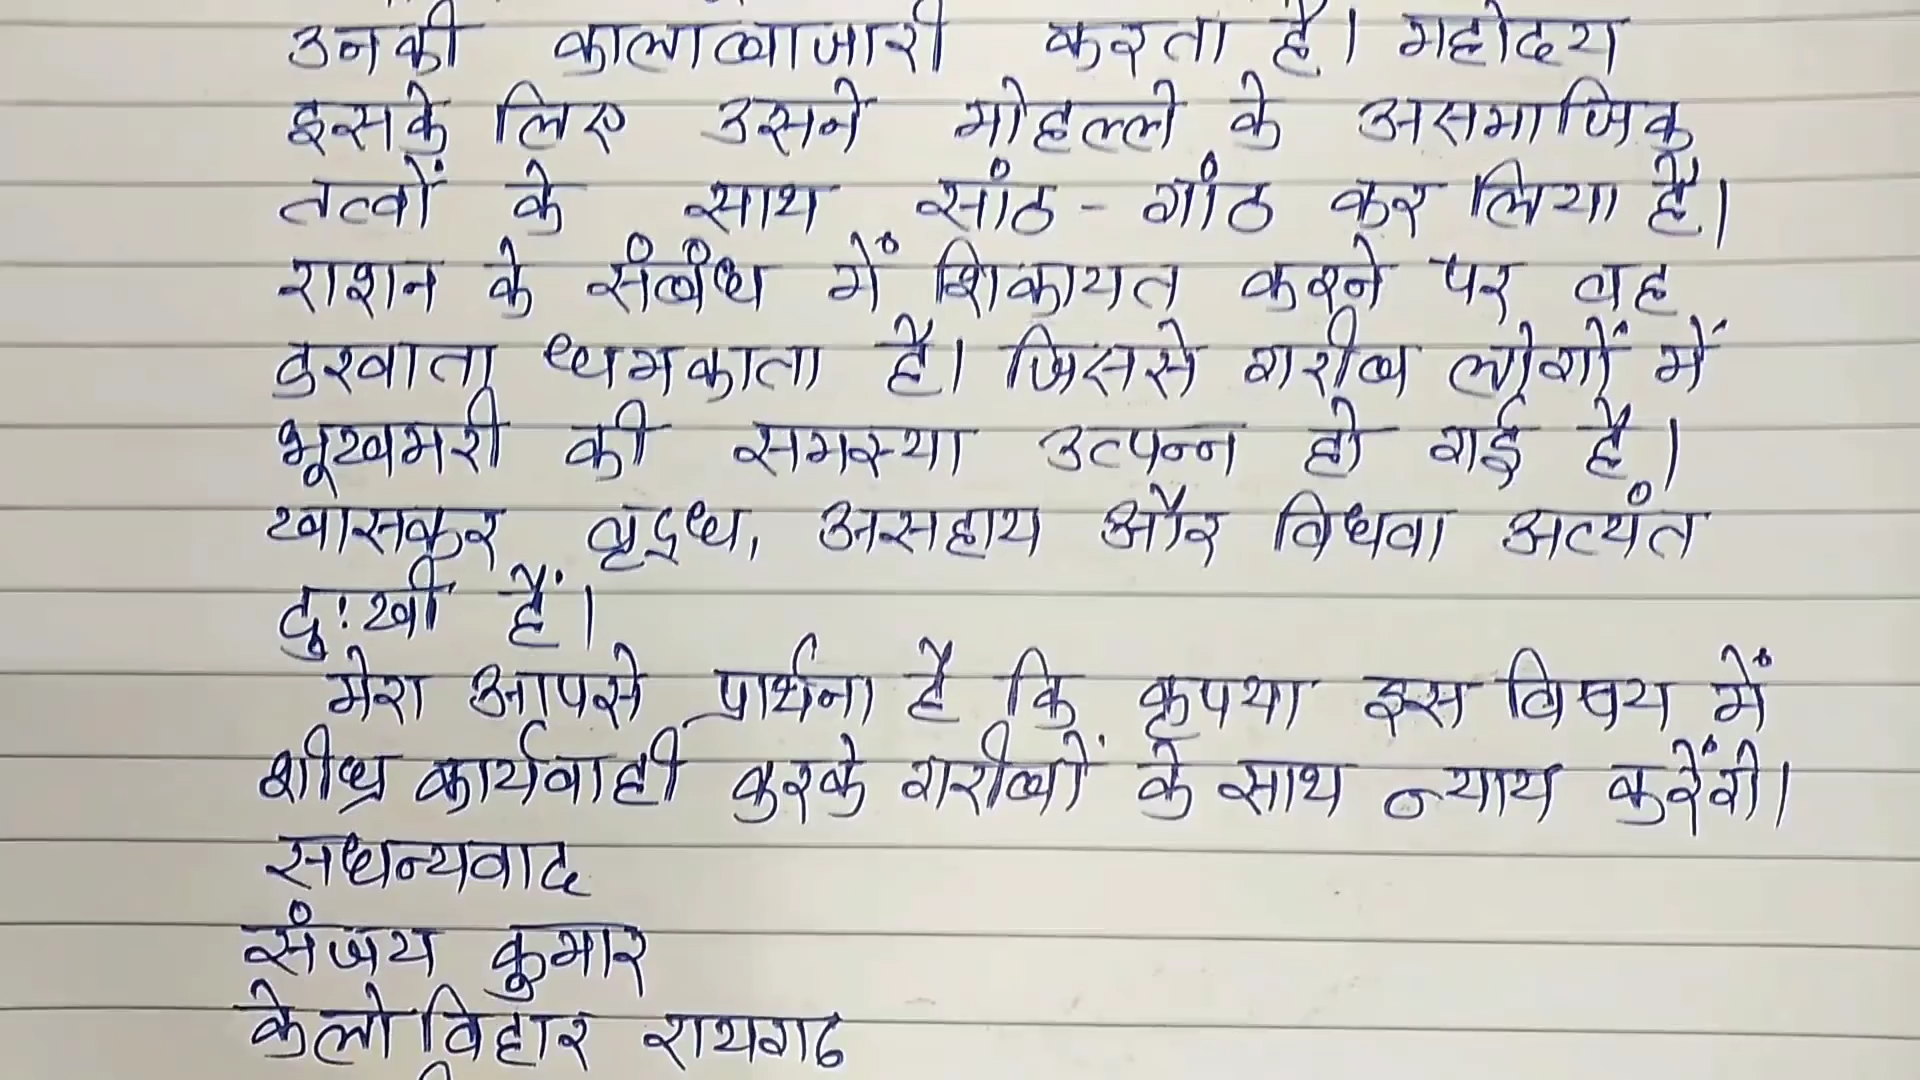 उनकी कालाबाजारी करता है। महोदय
इसके लिए उसने मोहल्ले के असमाजिक
तत्वों के साथ सांठ-गांठ कर लिया है।
राशन के संबंध में शिकायत करने पर वह
डरवाता धमकाता है। जिससे गरीब लोगों में
भूखमरी की समस्या उत्पन्न हो गई है।
खासकर वृद्ध, असहाय और विधवा अत्यंत
दुःखी हैं।
मेरा आपसे प्रार्थना है कि कृपया इस विषय में
शीघ्र कार्यवाही करके गरीबों के साथ न्याय करेंगे।
सधन्यवाद
संजय कुमार
केलो विहार रायगढ